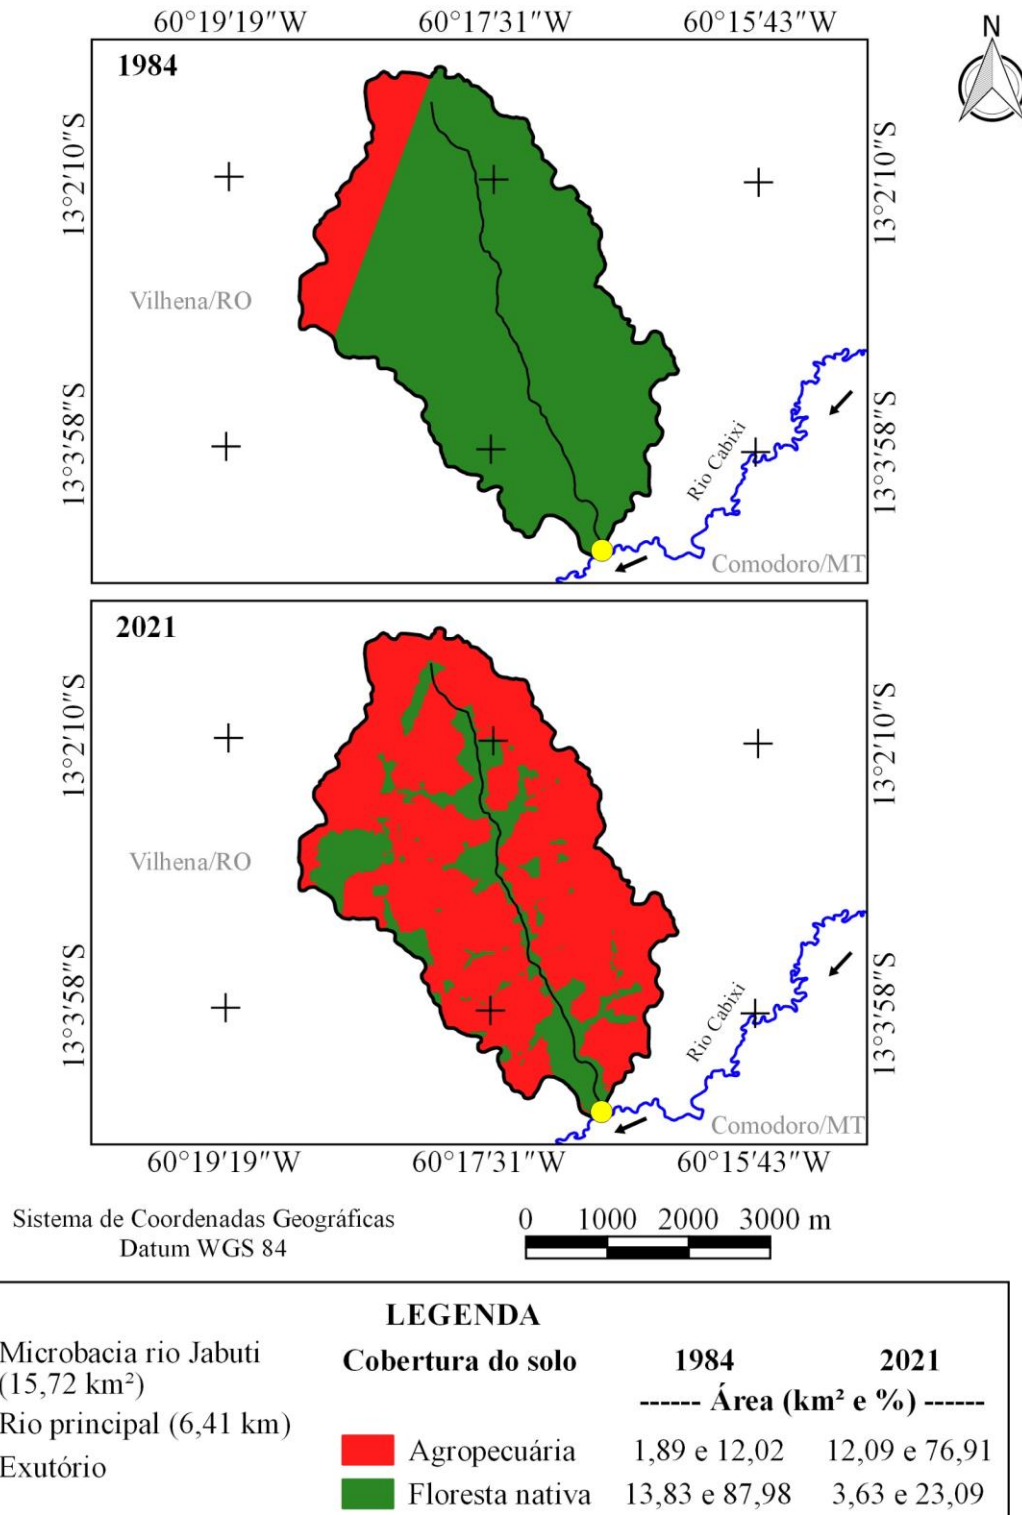 60°19'19"W 60°17'31"W 60°15'43"W
N
1984
13°2'10"S
13°2'10"S
Vilhena/RO
13°3'58"S
13°3'58"S
Rio Cabixi
Comodoro/MT
2021
13°2'10"S
13°2'10"S
Vilhena/RO
13°3'58"S
13°3'58"S
Rio Cabixi
Comodoro/MT
60°19'19"W 60°17'31"W 60°15'43"W
Sistema de Coordenadas Geográficas
Datum WGS 84
0 1000 2000 3000 m
LEGENDA
Microbacia rio Jabuti
(15,72 km²)
Rio principal (6,41 km)
Exutório
Cobertura do solo 1984 2021
------ Área (km² e %) ------
Agropecuária 1,89 e 12,02 12,09 e 76,91
Floresta nativa 13,83 e 87,98 3,63 e 23,09